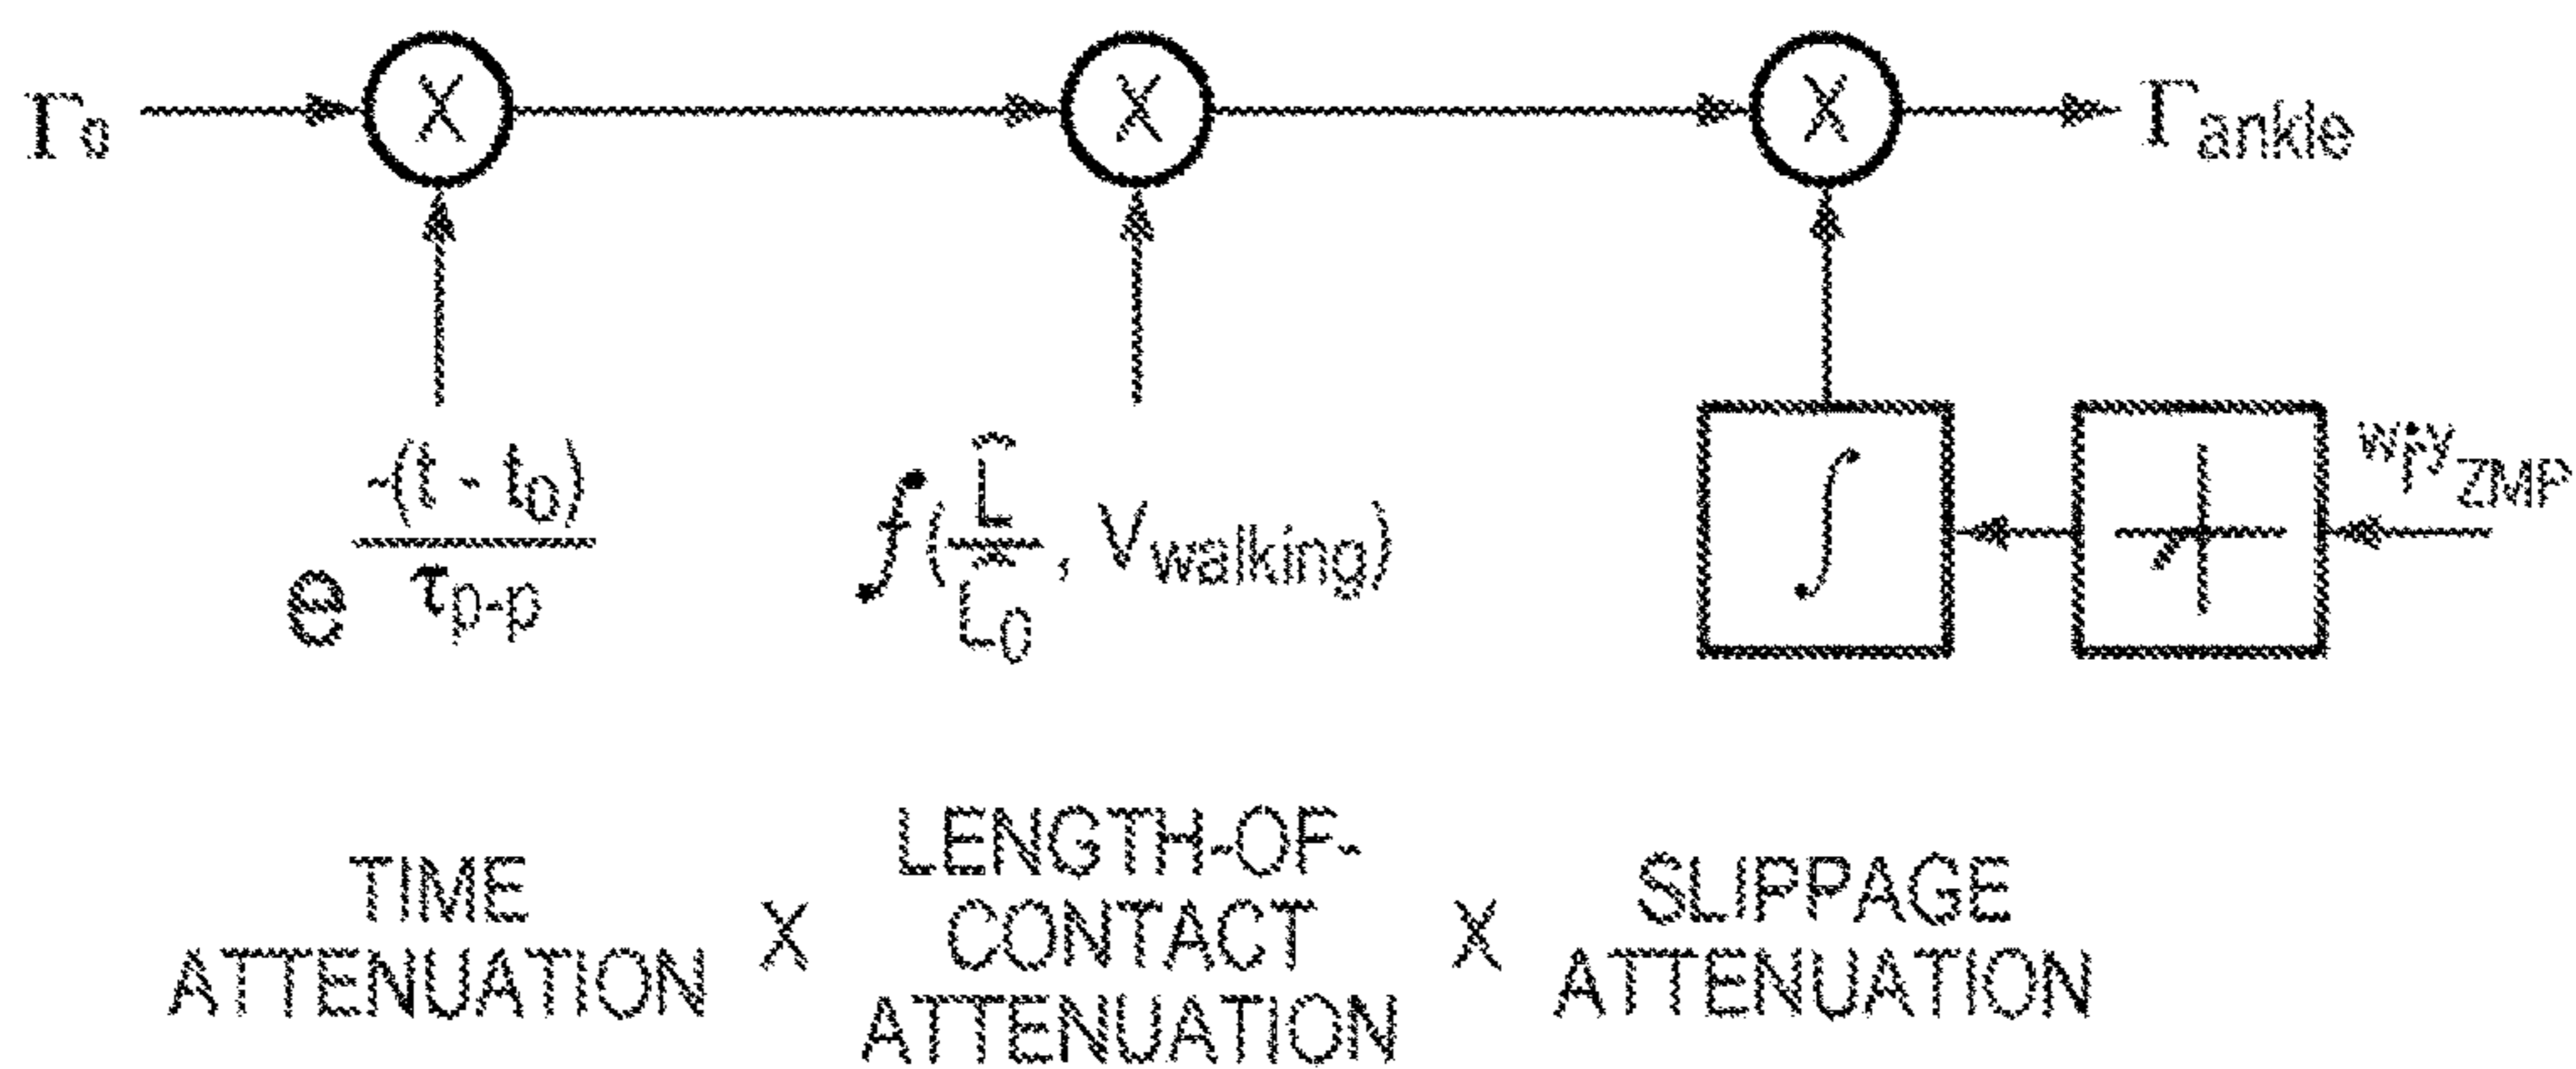 Γ₀ X X X Γankle
e^(-(t - t₀) / τp-p)
f(L̂ / L₀, Vwalking)
∫
TIME
ATTENUATION
X
LENGTH-OF-
CONTACT
ATTENUATION
X
SLIPPAGE
ATTENUATION